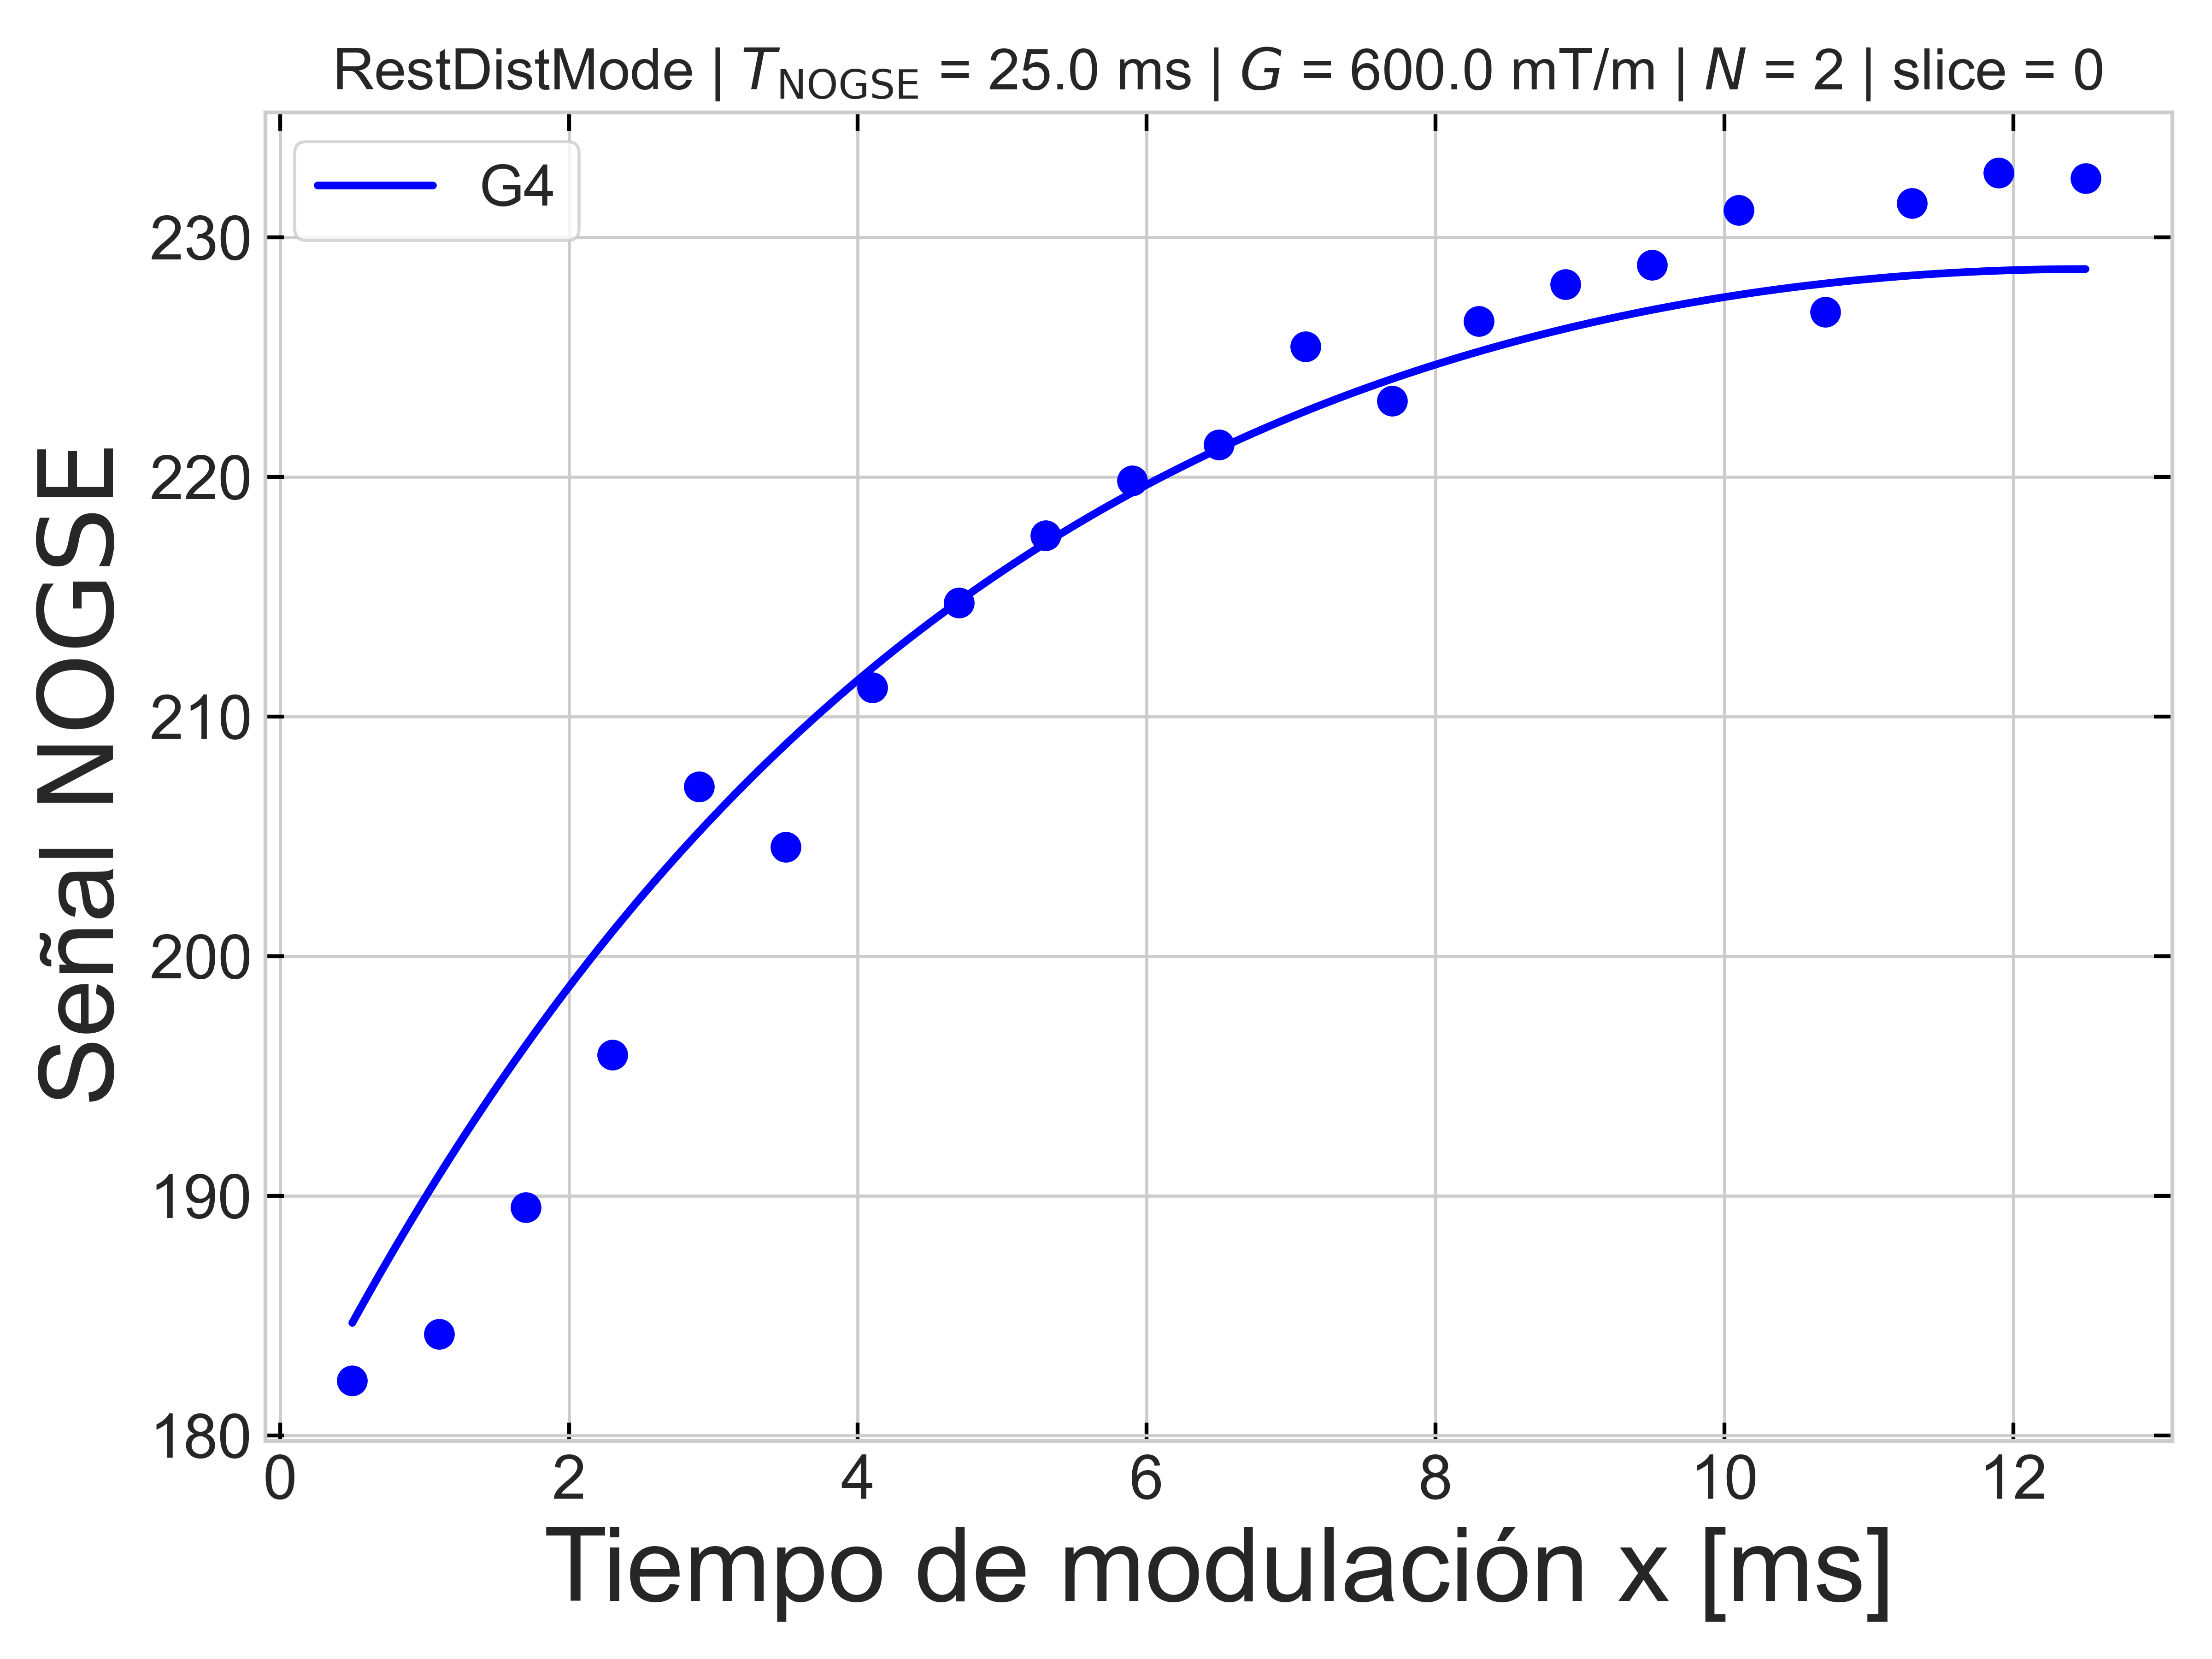 RestDistMode | T_NOGSE = 25.0 ms | G = 600.0 mT/m | N = 2 | slice = 0
G4
Señal NOGSE
230
220
210
200
190
180
0 2 4 6 8 10 12
Tiempo de modulación x [ms]